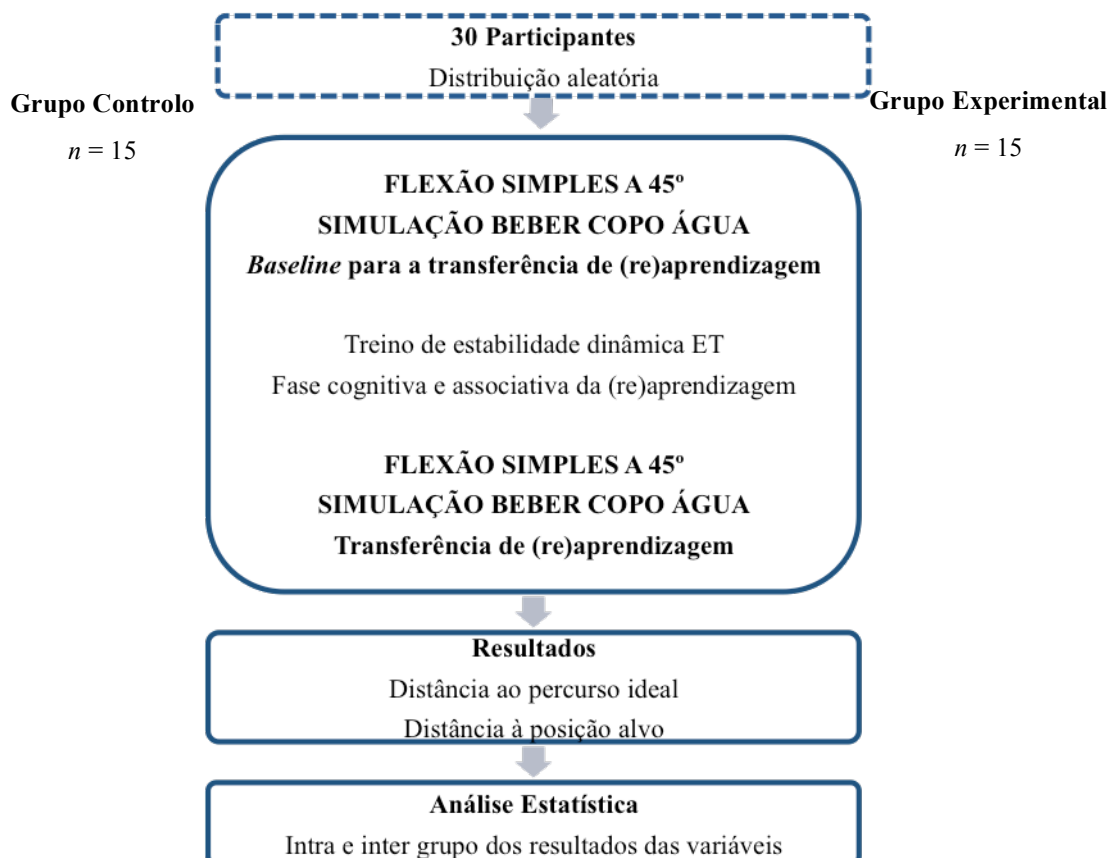 30 Participantes
Distribuição aleatória
Grupo Controlo
n = 15
Grupo Experimental
n = 15
FLEXÃO SIMPLES A 45º
SIMULAÇÃO BEBER COPO ÁGUA
Baseline para a transferência de (re)aprendizagem
Treino de estabilidade dinâmica ET
Fase cognitiva e associativa da (re)aprendizagem
FLEXÃO SIMPLES A 45º
SIMULAÇÃO BEBER COPO ÁGUA
Transferência de (re)aprendizagem
Resultados
Distância ao percurso ideal
Distância à posição alvo
Análise Estatística
Intra e inter grupo dos resultados das variáveis